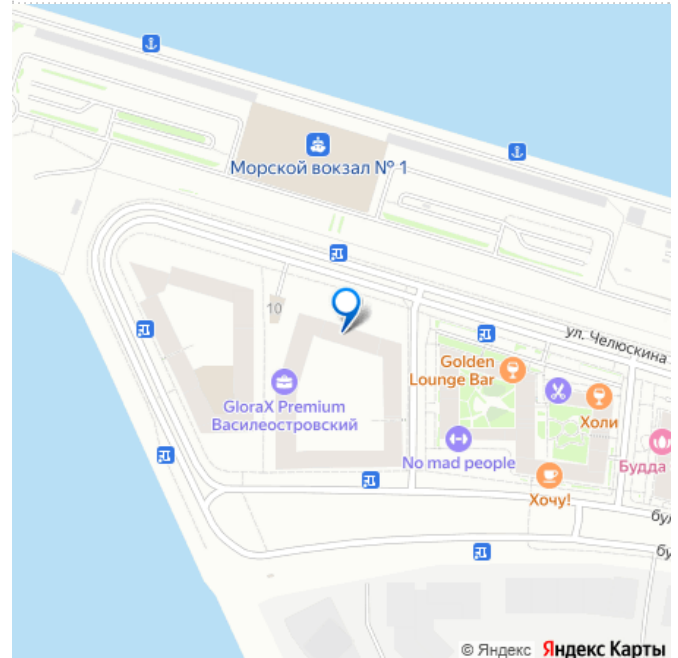 Морской вокзал № 1
ул. Челюскина
10
Golden
Lounge Bar
Холи
GloraX Premium
Василеостровский
No mad people
Будда
Хочу!
бул
бу
© Яндекс Яндекс Карты